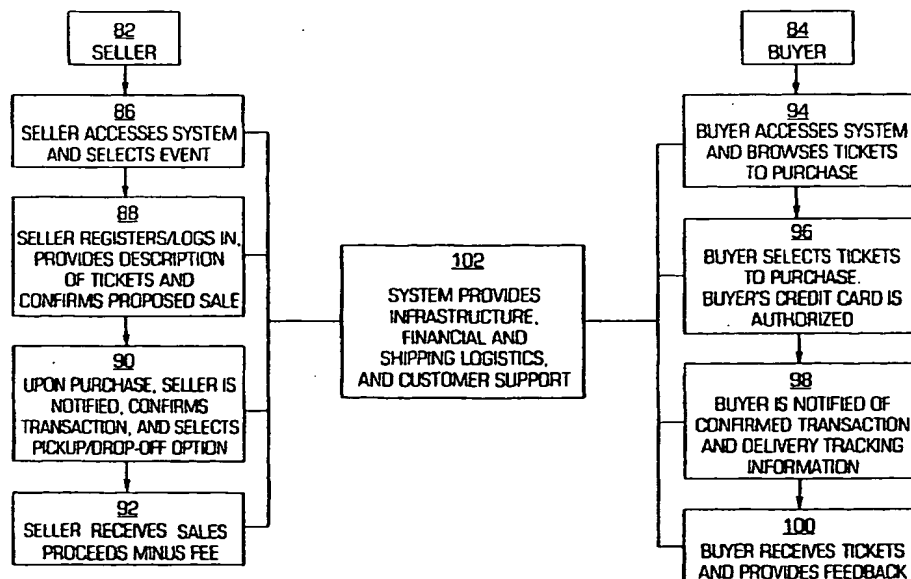 82
SELLER
86
SELLER ACCESSES SYSTEM
AND SELECTS EVENT
88
SELLER REGISTERS/LOGS IN,
PROVIDES DESCRIPTION
OF TICKETS AND
CONFIRMS PROPOSED SALE
90
UPON PURCHASE, SELLER IS
NOTIFIED, CONFIRMS
TRANSACTION, AND SELECTS
PICKUP/DROP-OFF OPTION
92
SELLER RECEIVES SALES
PROCEEDS MINUS FEE
102
SYSTEM PROVIDES
INFRASTRUCTURE,
FINANCIAL AND
SHIPPING LOGISTICS,
AND CUSTOMER SUPPORT
84
BUYER
94
BUYER ACCESSES SYSTEM
AND BROWSES TICKETS
TO PURCHASE
96
BUYER SELECTS TICKETS
TO PURCHASE.
BUYER'S CREDIT CARD IS
AUTHORIZED
98
BUYER IS NOTIFIED OF
CONFIRMED TRANSACTION
AND DELIVERY TRACKING
INFORMATION
100
BUYER RECEIVES TICKETS
AND PROVIDES FEEDBACK